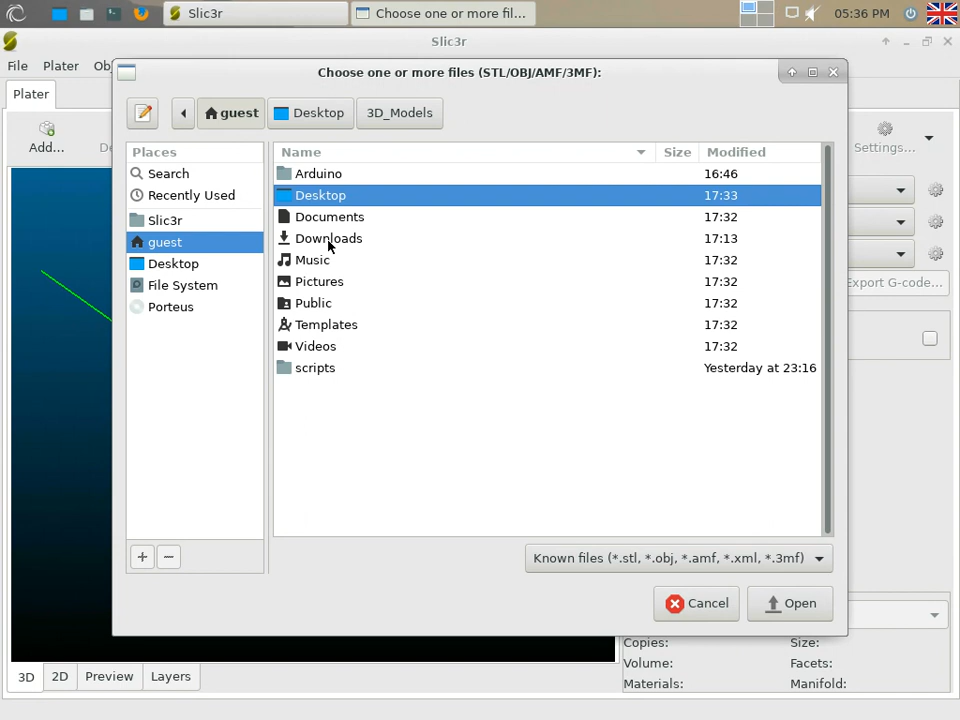 Slic3r
Choose one or more fil...
05:36 PM
Slic3r
File
Plater
Ob
Choose one or more files (STL/OBJ/AMF/3MF):
Plater
guest
Desktop
3D_Models
Add...
De
Settings...
Places
Name
Size
Modified
Search
Arduino
16:46
Recently Used
Desktop
17:33
Slic3r
Documents
17:32
guest
Downloads
17:13
Desktop
Music
17:32
File System
Pictures
17:32
Export G-code...
Porteus
Public
17:32
Templates
17:32
Videos
17:32
scripts
Yesterday at 23:16
Known files (*.stl, *.obj, *.amf, *.xml, *.3mf)
Cancel
Open
Copies:
Size:
Volume:
Facets:
Materials:
Manifold:
3D
2D
Preview
Layers